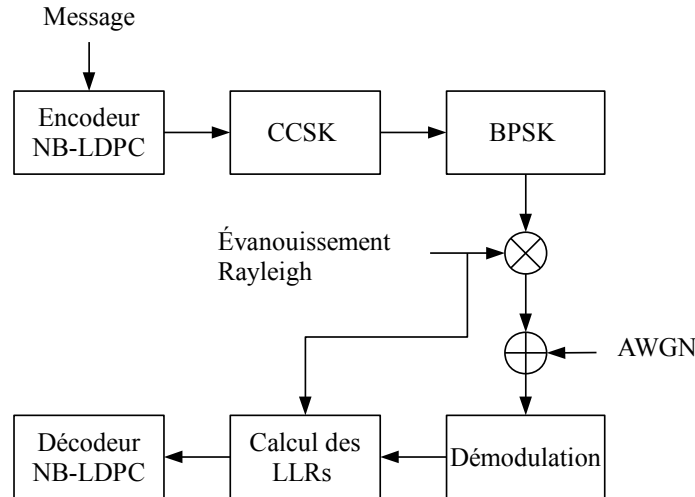 Message
Encodeur
NB-LDPC
CCSK
BPSK
Évanouissement
Rayleigh
AWGN
Décodeur
NB-LDPC
Calcul des
LLRs
Démodulation